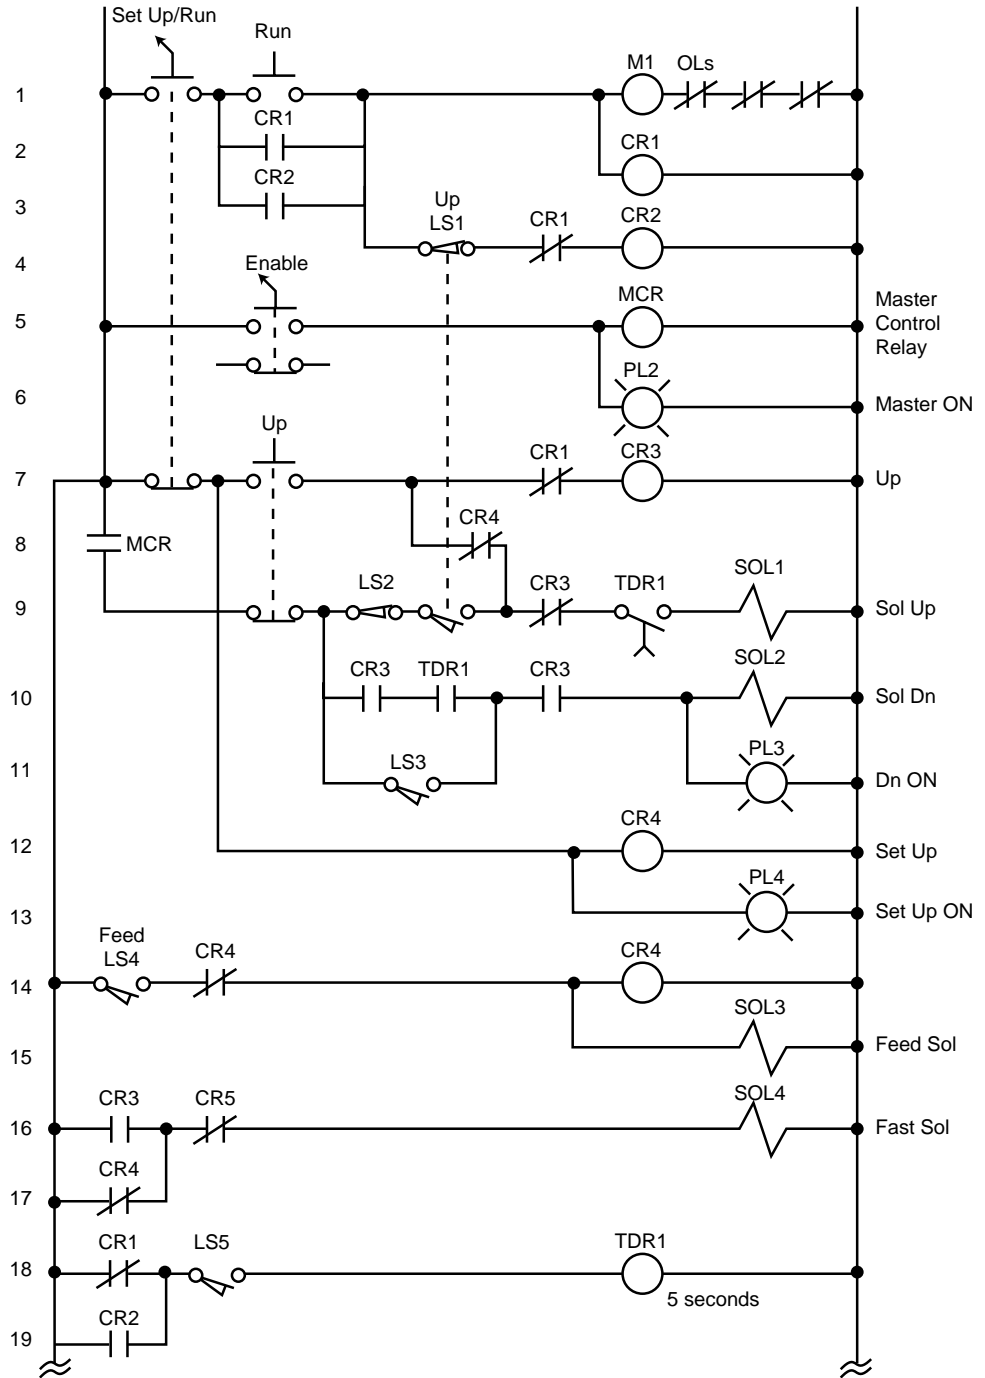 Set Up/Run
Run
M1 OLs
1
CR1
2
CR1
CR2
3
Up
LS1 CR1 CR2
4
Enable
MCR
5
Master
Control
Relay
PL2
6
Master ON
Up
CR1 CR3
7
Up
CR4
8
MCR
LS2 CR3 TDR1 SOL1
9
Sol Up
CR3 TDR1 CR3 SOL2
10
Sol Dn
LS3 PL3
11
Dn ON
CR4
12
Set Up
PL4
13
Set Up ON
Feed
LS4 CR4 CR4
14
SOL3
15
Feed Sol
CR3 CR5 SOL4
16
Fast Sol
CR4
17
CR1 LS5 TDR1
18
5 seconds
CR2
19